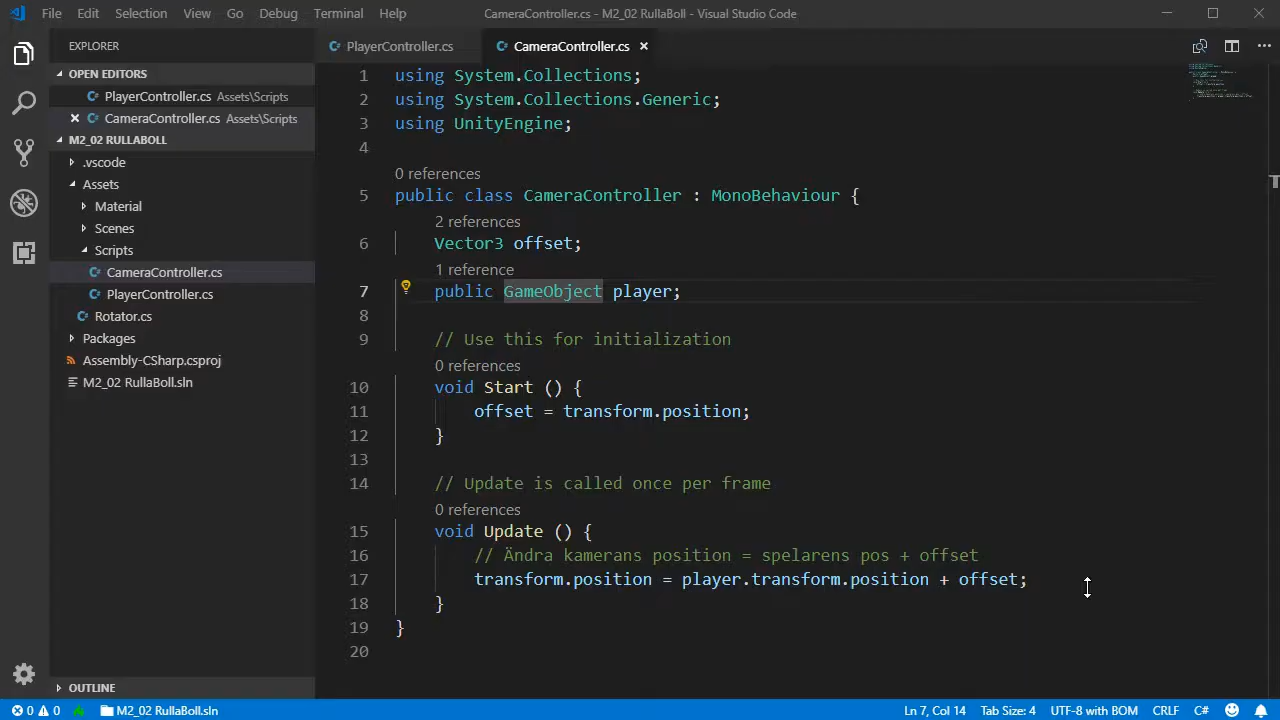 File Edit Selection View Go Debug Terminal Help CameraController.cs - M2_02 RullaBoll - Visual Studio Code
EXPLORER
OPEN EDITORS
PlayerController.cs Assets\Scripts
CameraController.cs Assets\Scripts
M2_02 RULLABOLL
.vscode
Assets
Material
Scenes
Scripts
CameraController.cs
PlayerController.cs
Rotator.cs
Packages
Assembly-CSharp.csproj
M2_02 RullaBoll.sln
OUTLINE
PlayerController.cs CameraController.cs
1 using System.Collections;
2 using System.Collections.Generic;
3 using UnityEngine;
4
0 references
5 public class CameraController : MonoBehaviour {
2 references
6 Vector3 offset;
1 reference
7 public GameObject player;
8
9 // Use this for initialization
0 references
10 void Start () {
11 offset = transform.position;
12 }
13
14 // Update is called once per frame
0 references
15 void Update () {
16 // Ändra kamerans position = spelarens pos + offset
17 transform.position = player.transform.position + offset;
18 }
19 }
20
0 0 M2_02 RullaBoll.sln Ln 7, Col 14 Tab Size: 4 UTF-8 with BOM CRLF C#